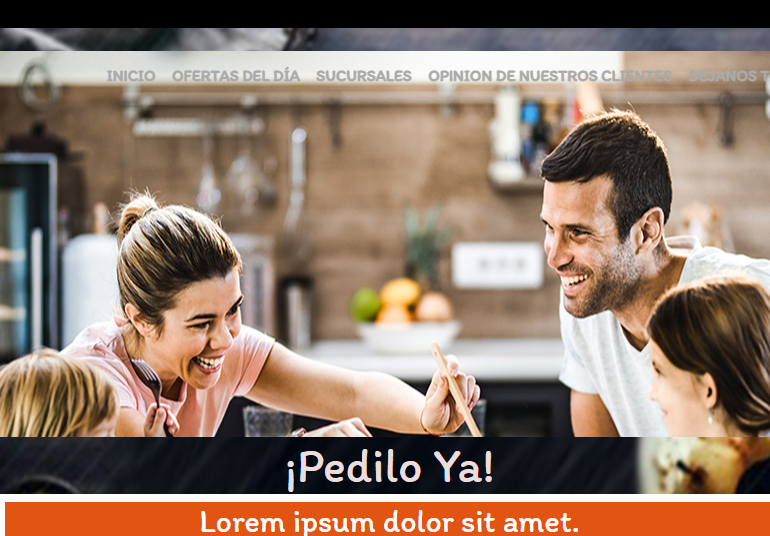 INICIO OFERTAS DEL DÍA SUCURSALES OPINION DE NUESTROS CLIENTES DEJANOS T
¡Pedilo Ya!
Lorem ipsum dolor sit amet.